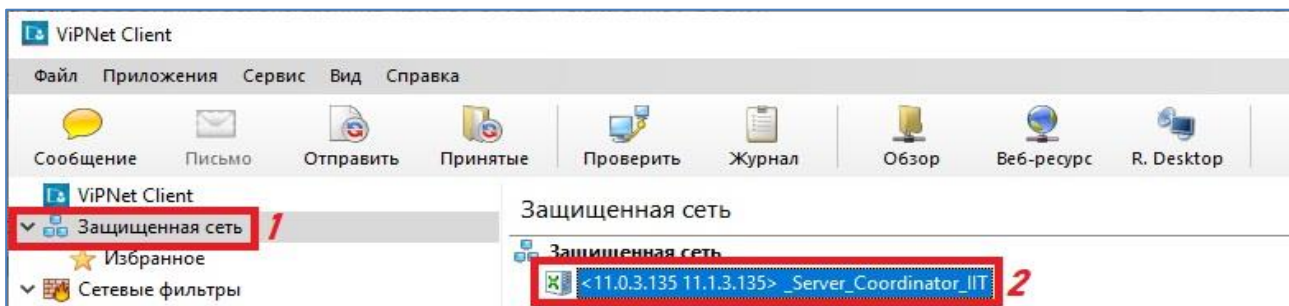 ViPNet Client
Файл Приложения Сервис Вид Справка
Сообщение Письмо Отправить Принятые Проверить Журнал Обзор Веб-ресурс R. Desktop
ViPNet Client
Защищенная сеть 1
Избранное
Сетевые фильтры
Защищенная сеть
Защищенная сеть
<11.0.3.135 11.1.3.135> _Server_Coordinator_IIT 2